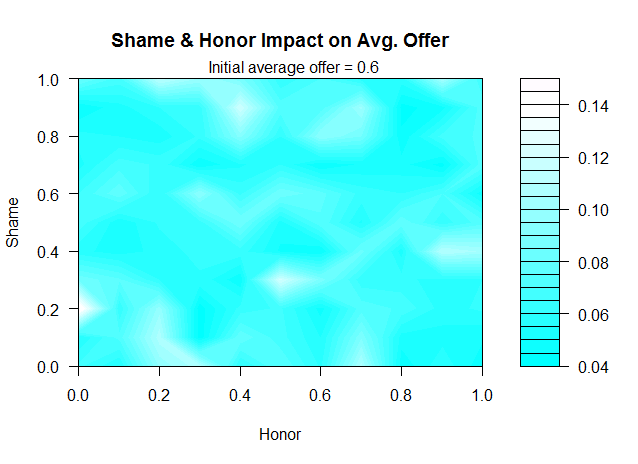 Shame & Honor Impact on Avg. Offer
Initial average offer = 0.6
1.0
0.8
0.6
0.4
0.2
0.0
Shame
0.0 0.2 0.4 0.6 0.8 1.0
Honor
0.14
0.12
0.10
0.08
0.06
0.04